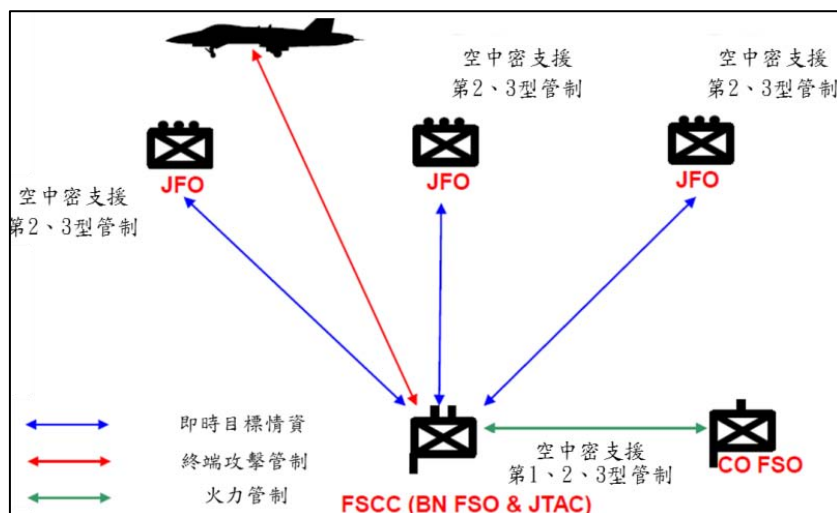 空中密支援
第2、3型管制
空中密支援
第2、3型管制
JFO
JFO
JFO
空中密支援
第2、3型管制
即時目標情資
終端攻擊管制
火力管制
空中密支援
第1、2、3型管制
CO FSO
FSCC (BN FSO & JTAC)